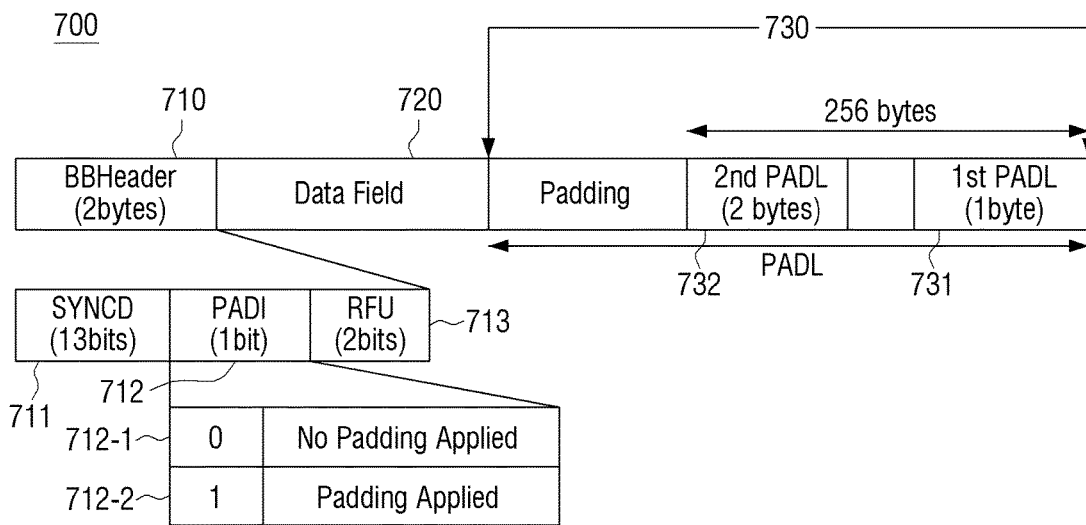 700
730
710
720
256 bytes
BBHeader
(2bytes)
Data Field
Padding
2nd PADL
(2 bytes)
1st PADL
(1byte)
PADL
732
731
SYNCD
(13bits)
PADI
(1bit)
RFU
(2bits)
713
711
712
712-1
0
No Padding Applied
712-2
1
Padding Applied